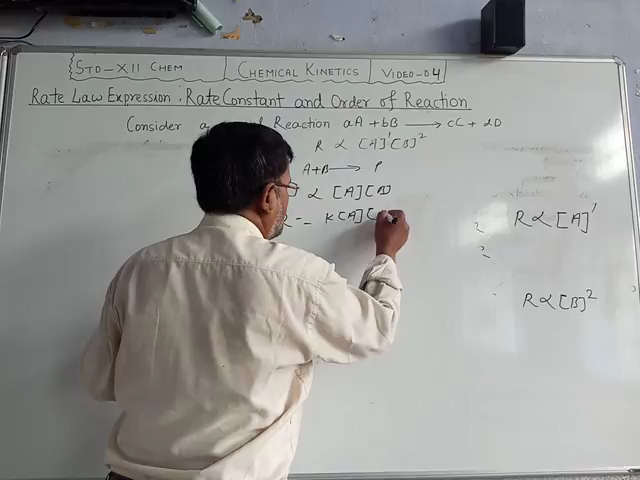 STD-XII CHEM CHEMICAL KINETICS VIDEO-04
Rate Law Expression, Rate Constant and Order of Reaction
Consider a Reaction aA + bB ⟶ cC + dD
R ∝ [A]¹[B]²
A+B ⟶ P
∝ [A][B]
= K[A][
R ∝ [A]¹
R ∝ [B]²